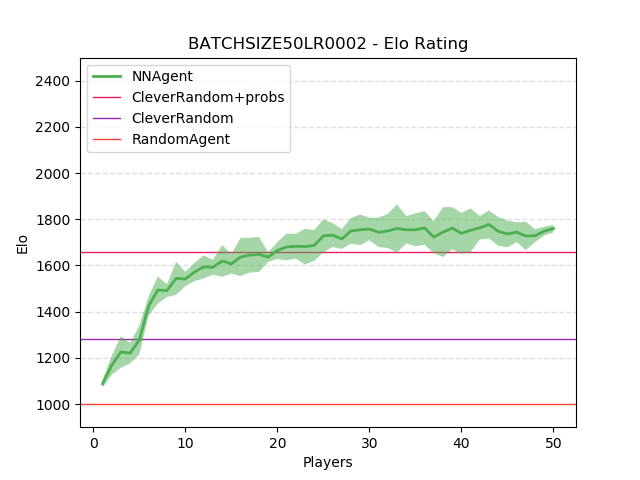 BATCHSIZE50LR0002 - Elo Rating
NNAgent
CleverRandom+probs
CleverRandom
RandomAgent
2400
2200
2000
1800
1600
1400
1200
1000
Elo
0 10 20 30 40 50
Players